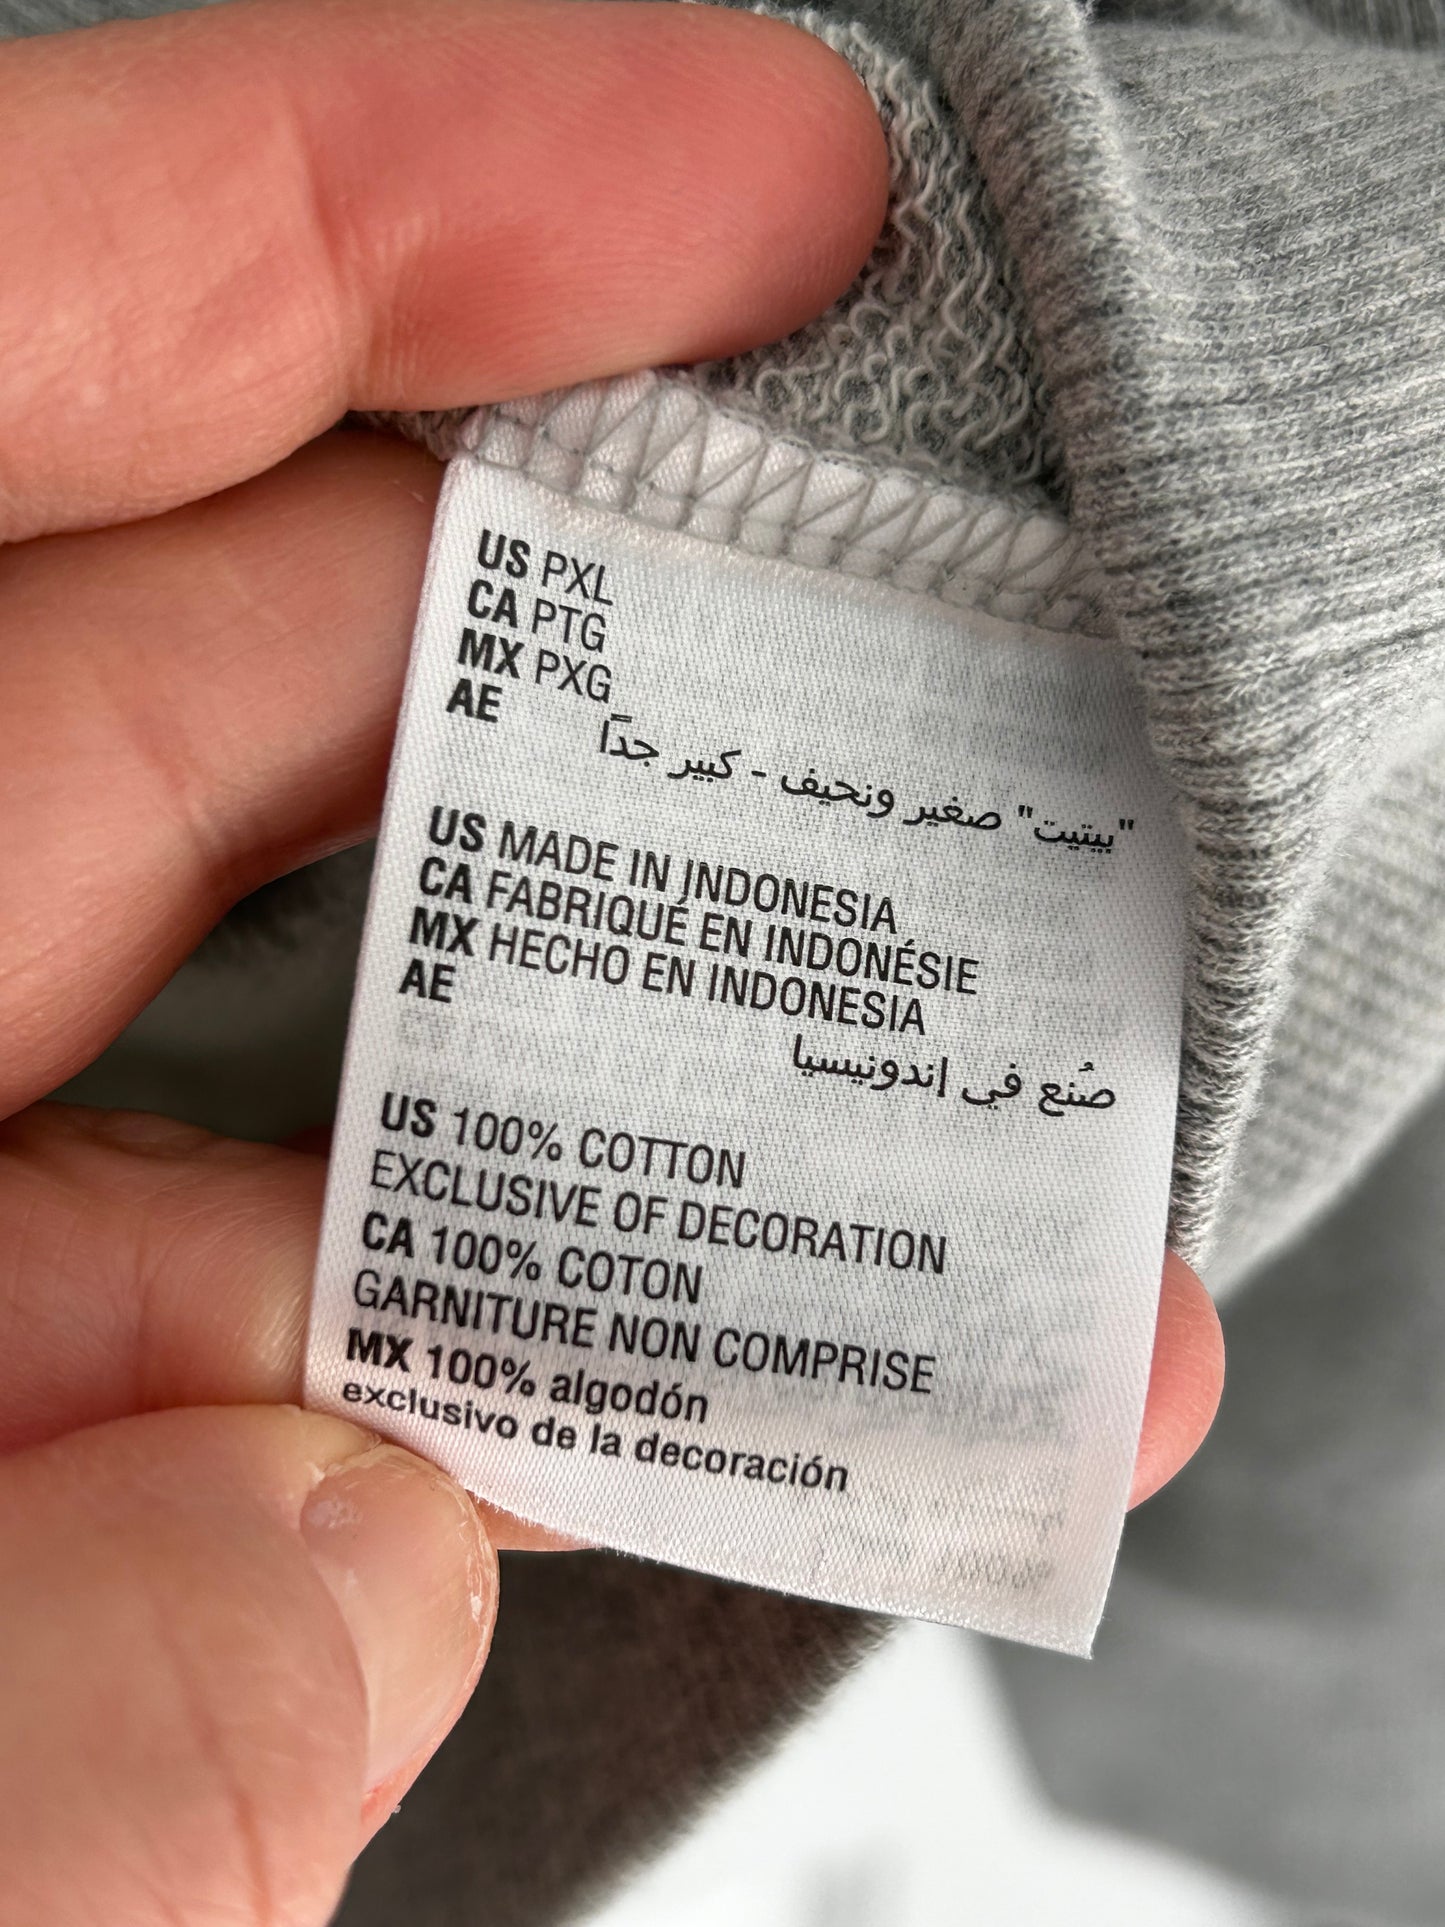 US PXL
CA PTG
MX PXG
AE
"بيتيت" صغير ونحيف - كبير جداً
US MADE IN INDONESIA
CA FABRIQUÉ EN INDONÉSIE
MX HECHO EN INDONESIA
AE
صُنع في إندونيسيا
US 100% COTTON
EXCLUSIVE OF DECORATION
CA 100% COTON
GARNITURE NON COMPRISE
MX 100% algodón
exclusivo de la decoración